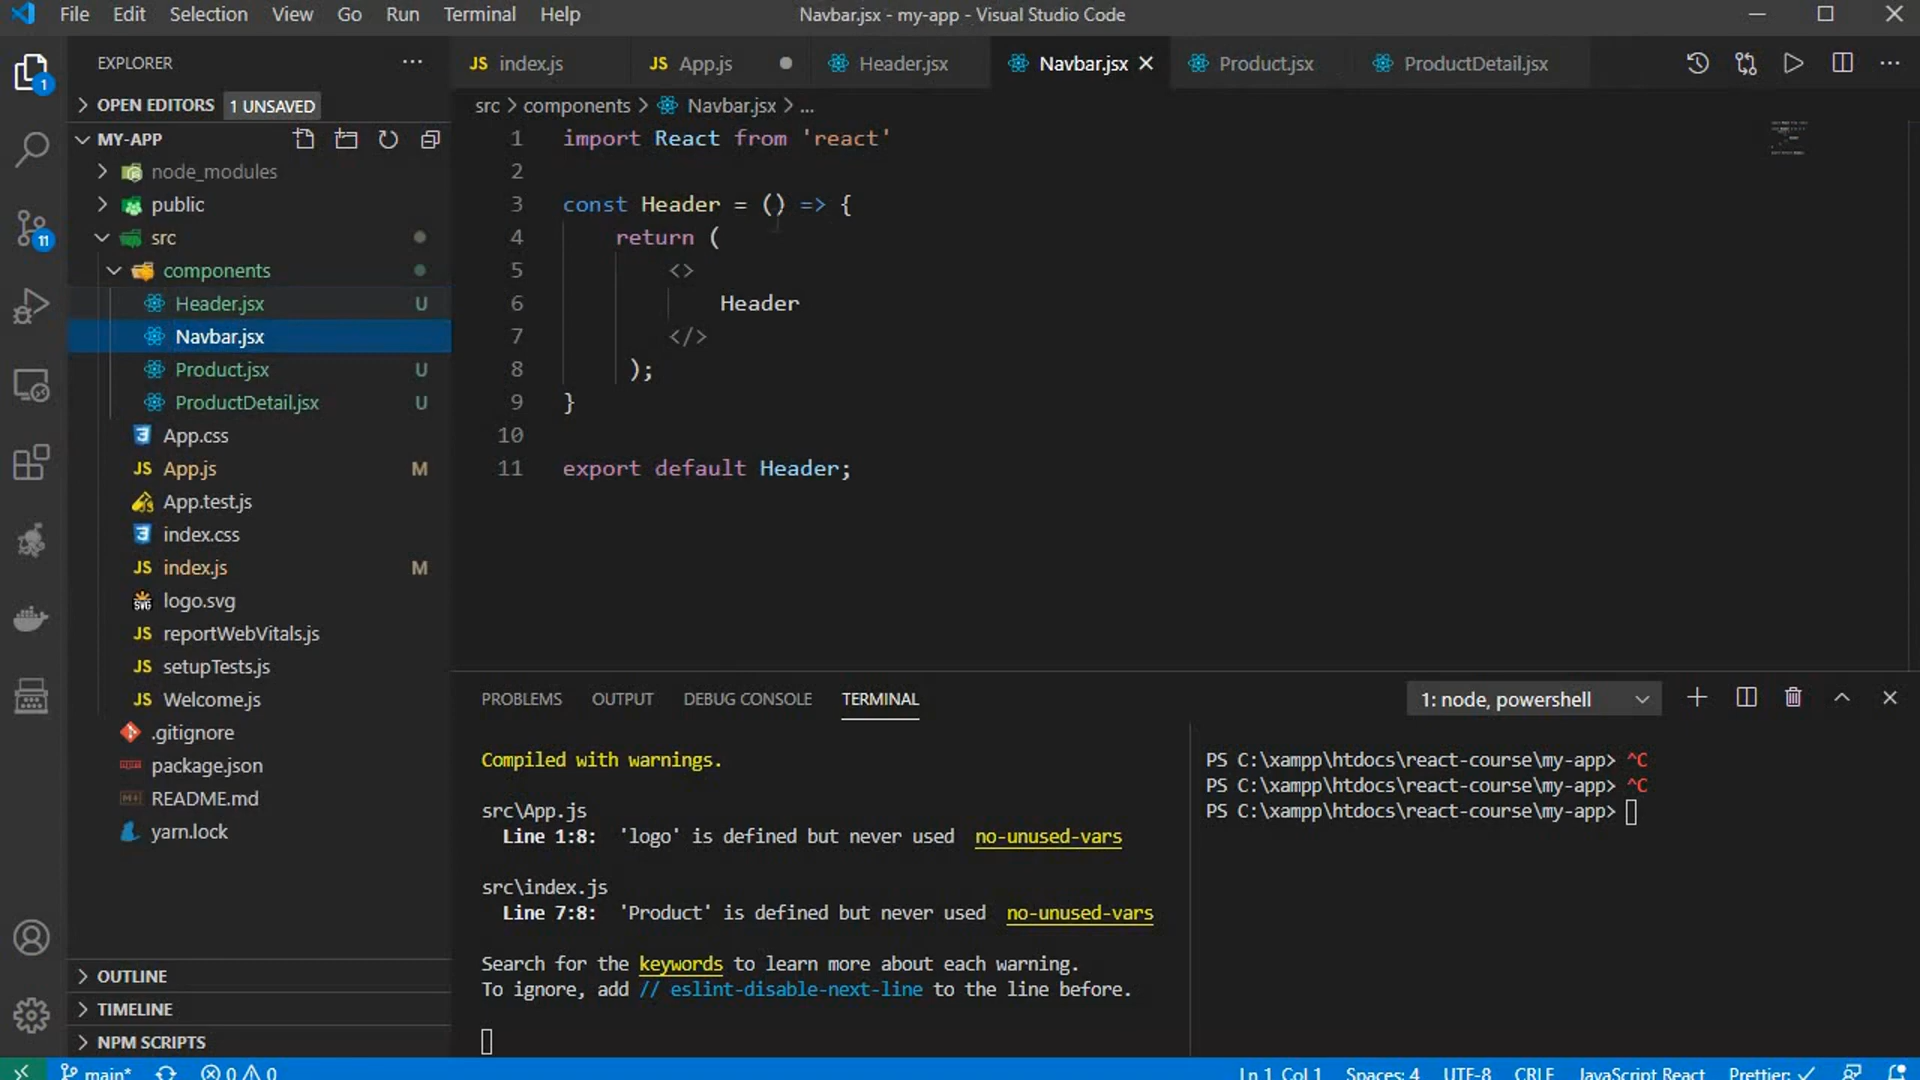 File Edit Selection View Go Run Terminal Help
Navbar.jsx - my-app - Visual Studio Code
EXPLORER
OPEN EDITORS 1 UNSAVED
MY-APP
node_modules
public
src
components
Header.jsx U
Navbar.jsx
Product.jsx U
ProductDetail.jsx U
App.css
JS App.js M
App.test.js
index.css
JS index.js M
logo.svg
JS reportWebVitals.js
JS setupTests.js
JS Welcome.js
.gitignore
package.json
README.md
yarn.lock
OUTLINE
TIMELINE
NPM SCRIPTS
1
11
JS index.js
JS App.js
Header.jsx
Navbar.jsx
Product.jsx
ProductDetail.jsx
src > components > Navbar.jsx > ...
1 import React from 'react'
2
3 const Header = () => {
4 return (
5 <>
6 Header
7 </>
8 );
9 }
10
11 export default Header;
PROBLEMS OUTPUT DEBUG CONSOLE TERMINAL
1: node, powershell
Compiled with warnings.
src\App.js
Line 1:8: 'logo' is defined but never used no-unused-vars
src\index.js
Line 7:8: 'Product' is defined but never used no-unused-vars
Search for the keywords to learn more about each warning.
To ignore, add // eslint-disable-next-line to the line before.
PS C:\xampp\htdocs\react-course\my-app> ^C
PS C:\xampp\htdocs\react-course\my-app> ^C
PS C:\xampp\htdocs\react-course\my-app>
main* 0 0
Ln 1, Col 1 Spaces: 4 UTF-8 CRLF JavaScript React Prettier: ✓